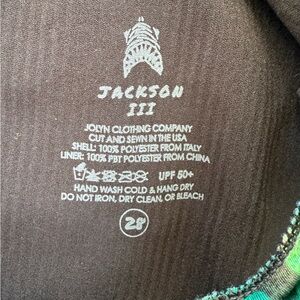 JACKSON
III
JOLYN CLOTHING COMPANY
CUT AND SEWN IN THE USA
SHELL: 100% POLYESTER FROM ITALY
LINER: 100% PBT POLYESTER FROM CHINA
UPF 50+
HAND WASH COLD & HANG DRY
DO NOT IRON, DRY CLEAN, OR BLEACH
28